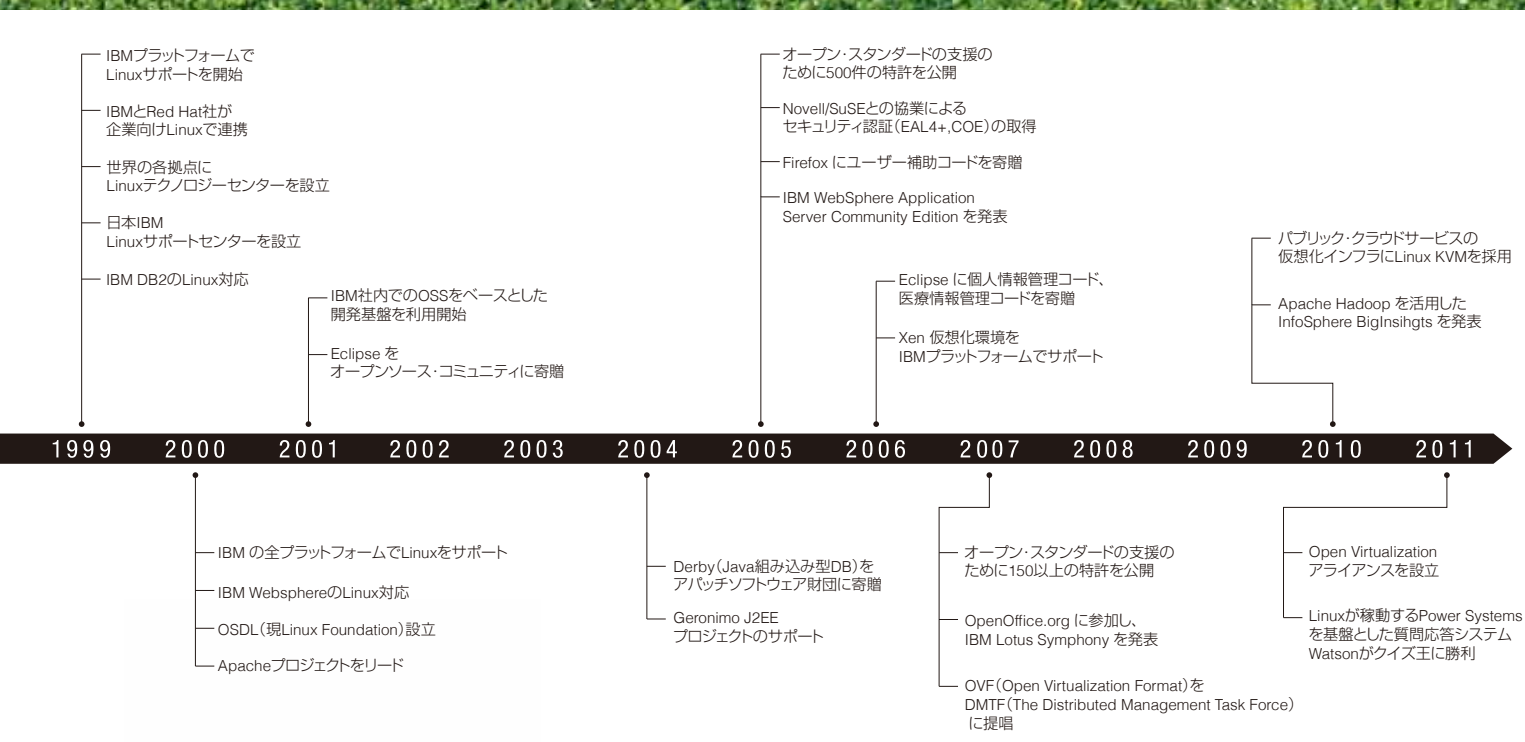 IBMプラットフォームで
Linuxサポートを開始
IBMとRed Hat社が
企業向けLinuxで連携
世界の各拠点に
Linuxテクノロジーセンターを設立
日本IBM
Linuxサポートセンターを設立
IBM DB2のLinux対応
IBM社内でのOSSをベースとした
開発基盤を利用開始
Eclipse を
オープンソース・コミュニティに寄贈
オープン・スタンダードの支援の
ために500件の特許を公開
Novell/SuSEとの協業による
セキュリティ認証（EAL4+,COE）の取得
Firefox にユーザー補助コードを寄贈
IBM WebSphere Application
Server Community Edition を発表
Eclipse に個人情報管理コード、
医療情報管理コードを寄贈
Xen 仮想化環境を
IBMプラットフォームでサポート
パブリック・クラウドサービスの
仮想化インフラにLinux KVMを採用
Apache Hadoop を活用した
InfoSphere BigInsihgts を発表
1999 2000 2001 2002 2003 2004 2005 2006 2007 2008 2009 2010 2011
IBM の全プラットフォームでLinuxをサポート
IBM WebsphereのLinux対応
OSDL（現Linux Foundation）設立
Apacheプロジェクトをリード
Derby（Java組み込み型DB）を
アパッチソフトウェア財団に寄贈
Geronimo J2EE
プロジェクトのサポート
オープン・スタンダードの支援の
ために150以上の特許を公開
OpenOffice.org に参加し、
IBM Lotus Symphony を発表
OVF（Open Virtualization Format）を
DMTF（The Distributed Management Task Force）
に提唱
Open Virtualization
アライアンスを設立
Linuxが稼動するPower Systems
を基盤とした質問応答システム
Watsonがクイズ王に勝利